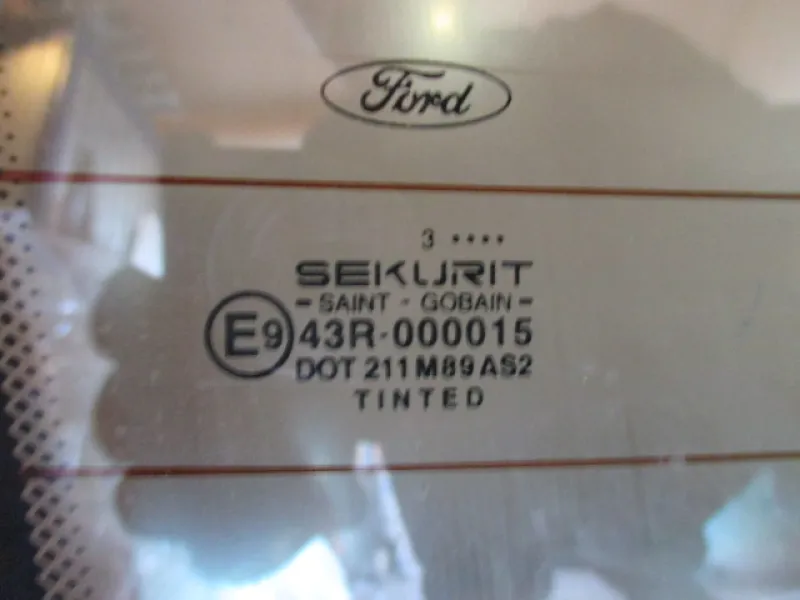 Ford
3 ••••
SEKURIT
- SAINT - GOBAIN -
E9 43R-000015
DOT 211 M89 AS2
TINTED